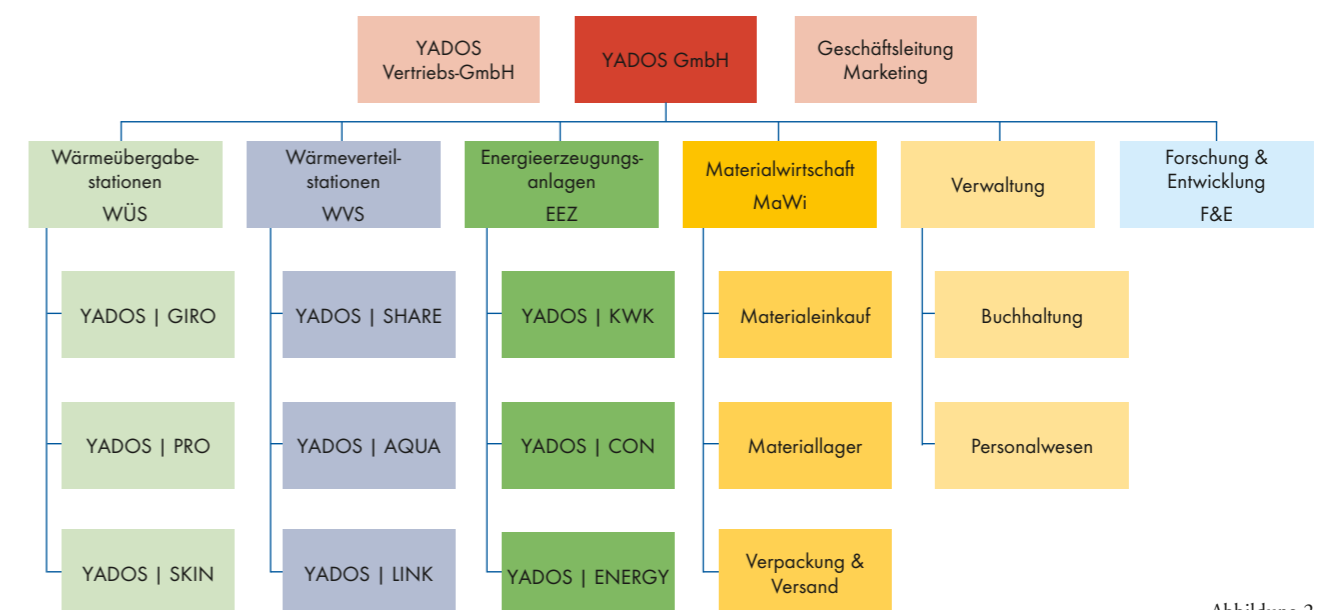 YADOS
Vertriebs-GmbH
YADOS GmbH
Geschäftsleitung
Marketing
Wärmeübergabe-
stationen
WÜS
Wärmeverteil-
stationen
WVS
Energieerzeugungs-
anlagen
EEZ
Materialwirtschaft
MaWi
Verwaltung
Forschung &
Entwicklung
F&E
YADOS | GIRO
YADOS | SHARE
YADOS | KWK
Materialeinkauf
Buchhaltung
YADOS | PRO
YADOS | AQUA
YADOS | CON
Materiallager
Personalwesen
YADOS | SKIN
YADOS | LINK
YADOS | ENERGY
Verpackung &
Versand